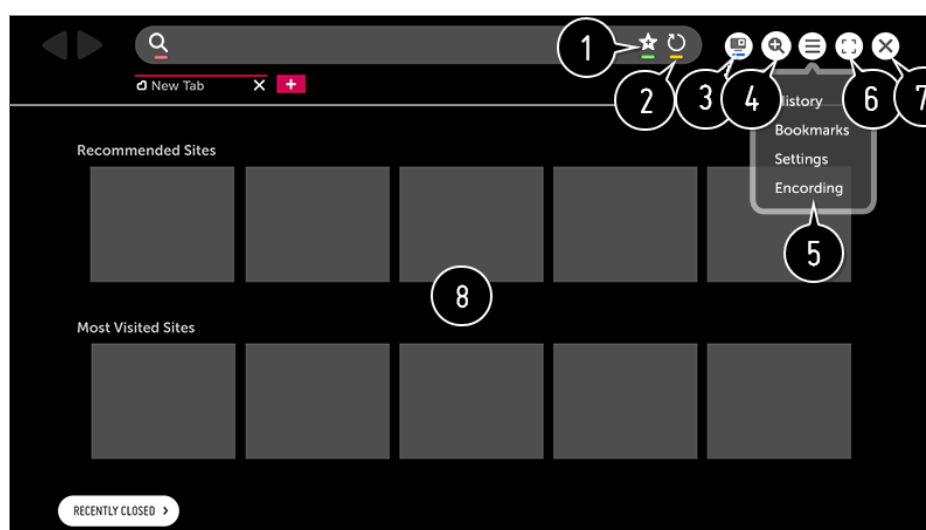 1
2
3
4
6
7
New Tab
History
Bookmarks
Settings
Encording
5
Recommended Sites
8
Most Visited Sites
RECENTLY CLOSED >